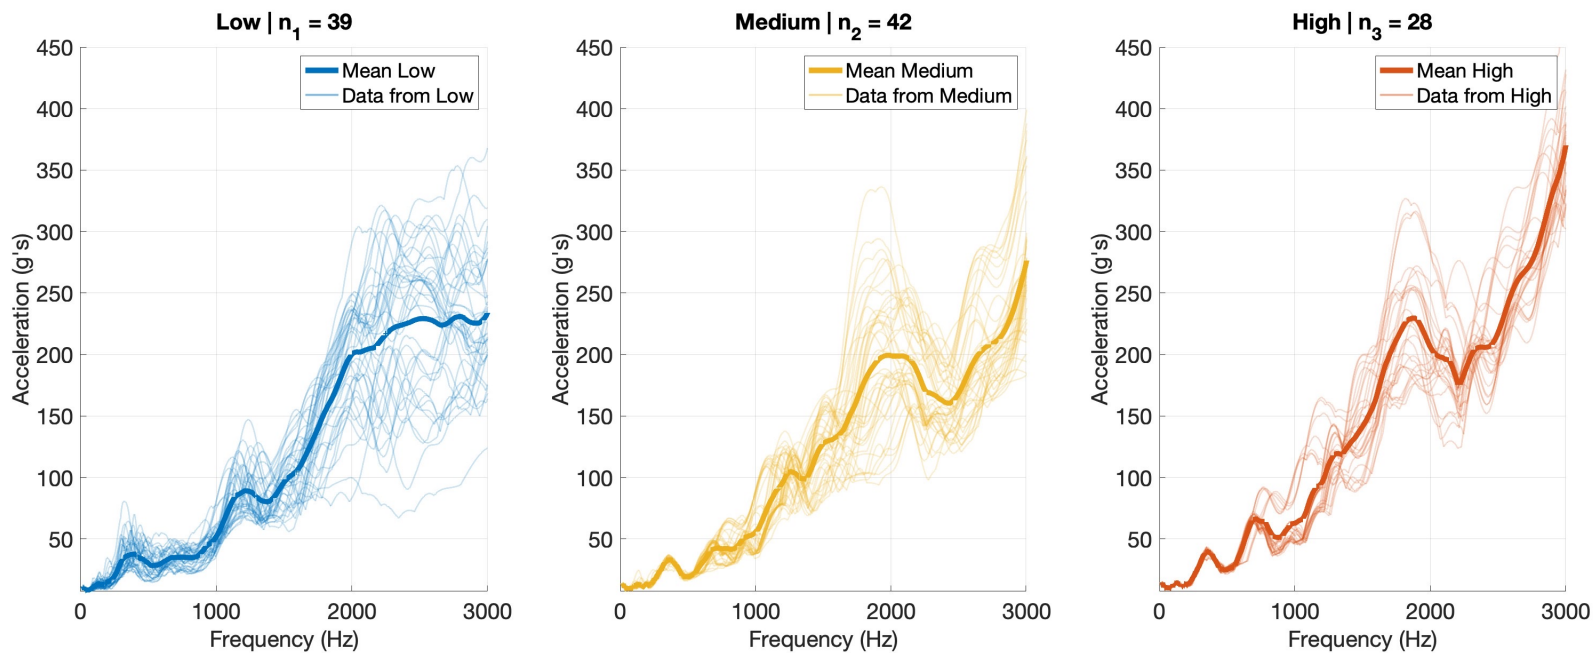 Low | n1 = 39
450
400
350
300
250
200
150
100
50
0
1000
2000
3000
Acceleration (g's)
Frequency (Hz)
Mean Low
Data from Low
Medium | n2 = 42
450
400
350
300
250
200
150
100
50
0
1000
2000
3000
Acceleration (g's)
Frequency (Hz)
Mean Medium
Data from Medium
High | n3 = 28
450
400
350
300
250
200
150
100
50
0
1000
2000
3000
Acceleration (g's)
Frequency (Hz)
Mean High
Data from High